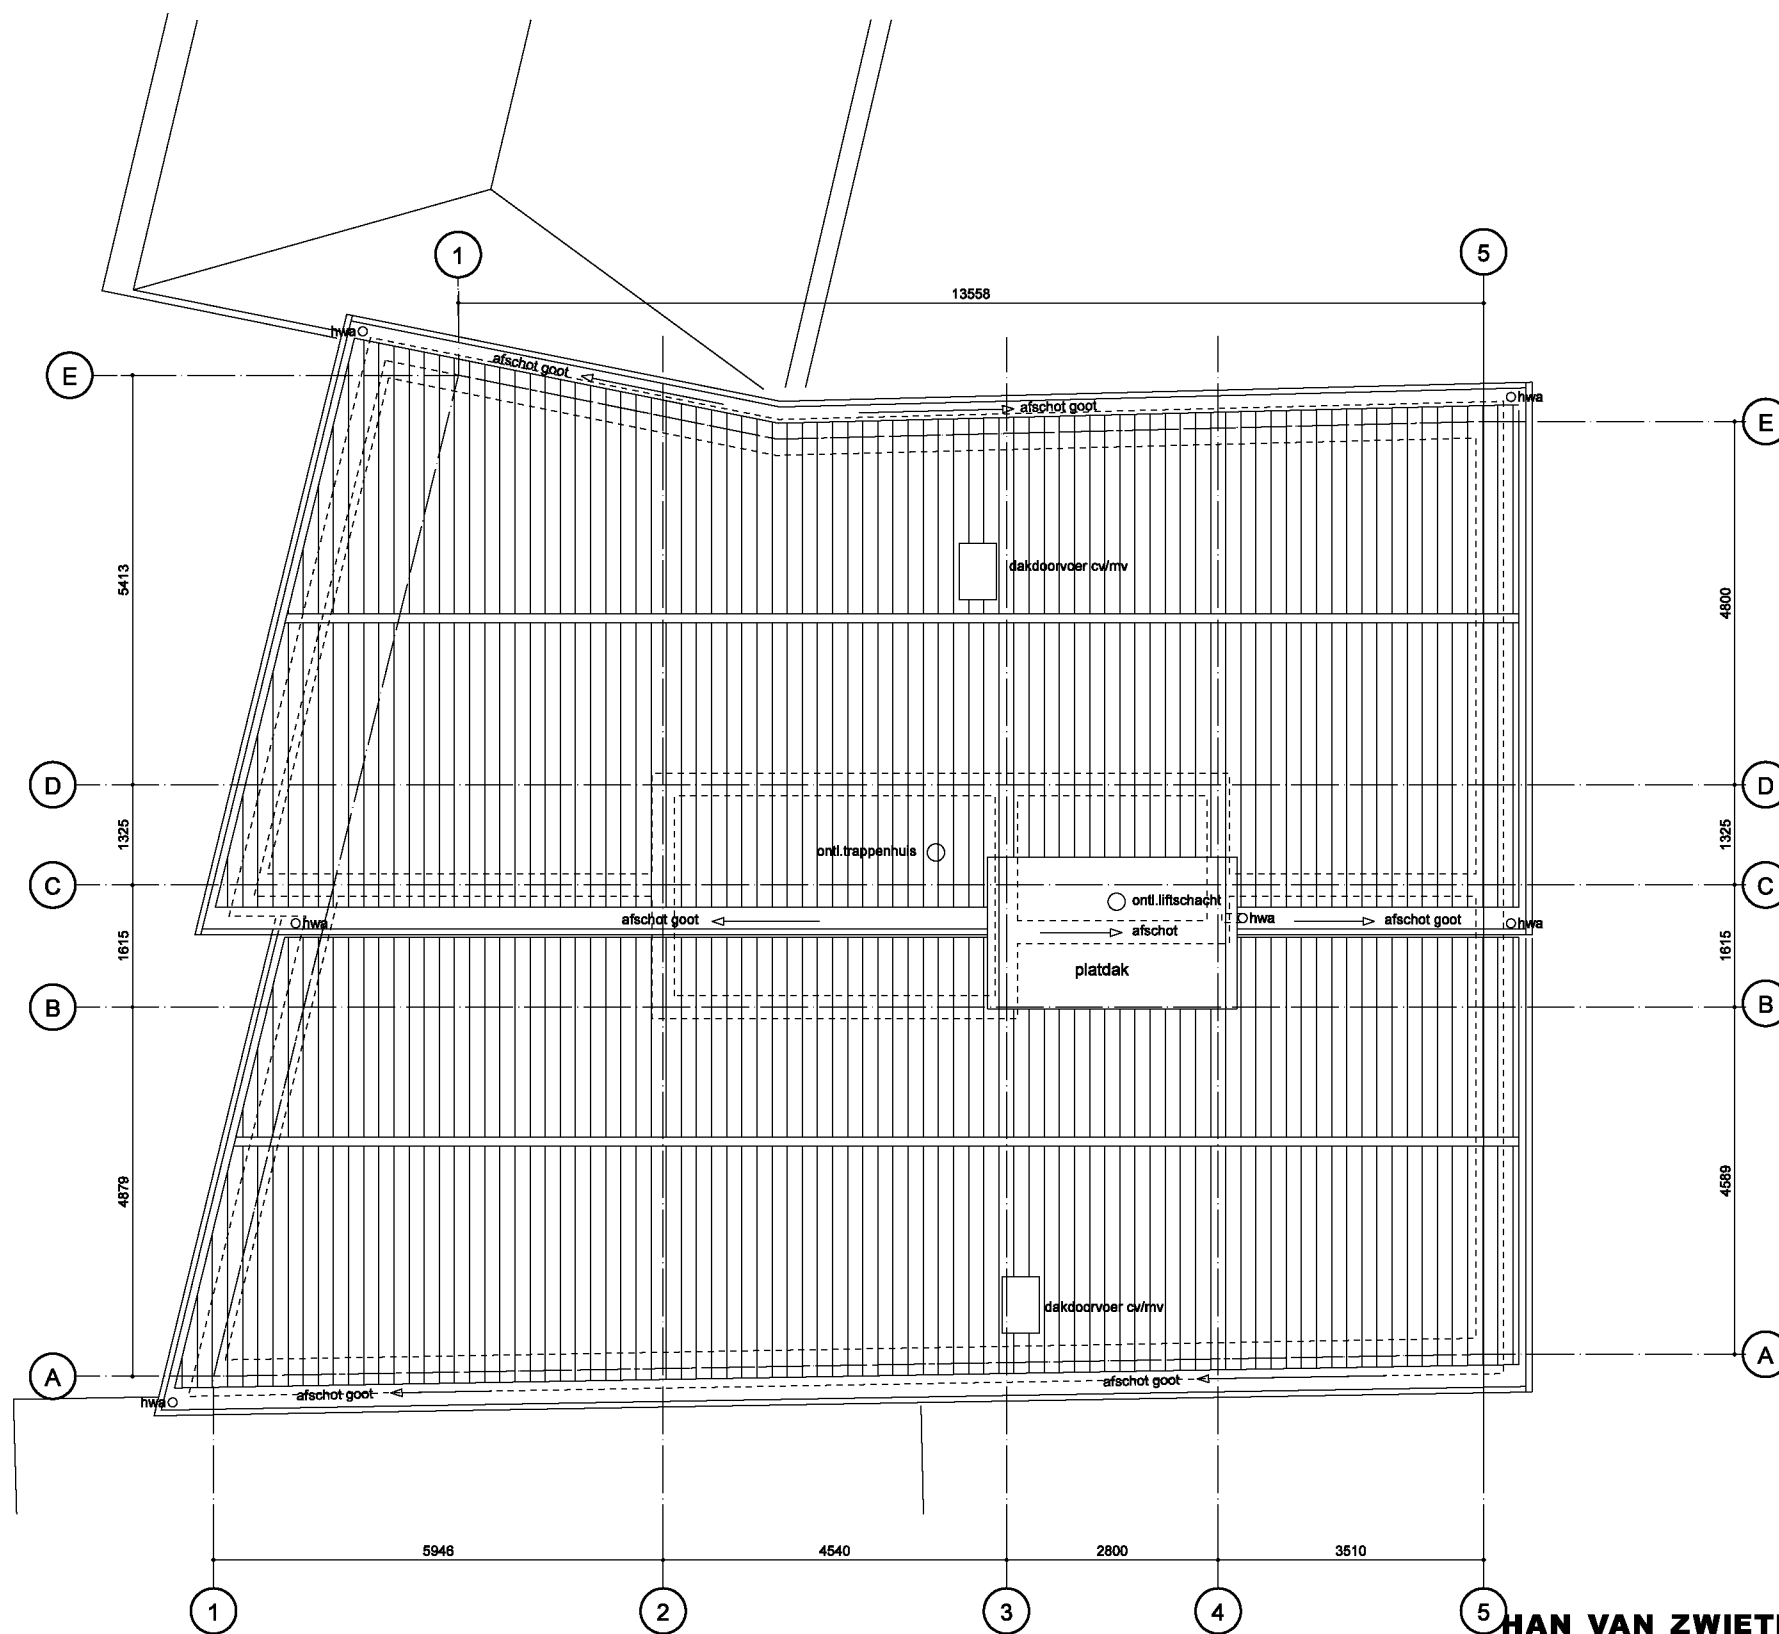 1
5
13558
hwa
afschot goot
E
afschot goot
hwa
E
dakdoorvoer cv/mv
5413
4800
D
D
1325
1325
ontl.trappenhuis
C
C
ontl.liftschacht
hwa
afschot goot
hwa
afschot goot
hwa
afschot
1615
1615
platdak
B
B
4879
4589
dakdoorvoer cv/mv
A
A
afschot goot
afschot goot
hwa
5946
4540
2800
3510
1
2
3
4
5
HAN VAN ZWIET